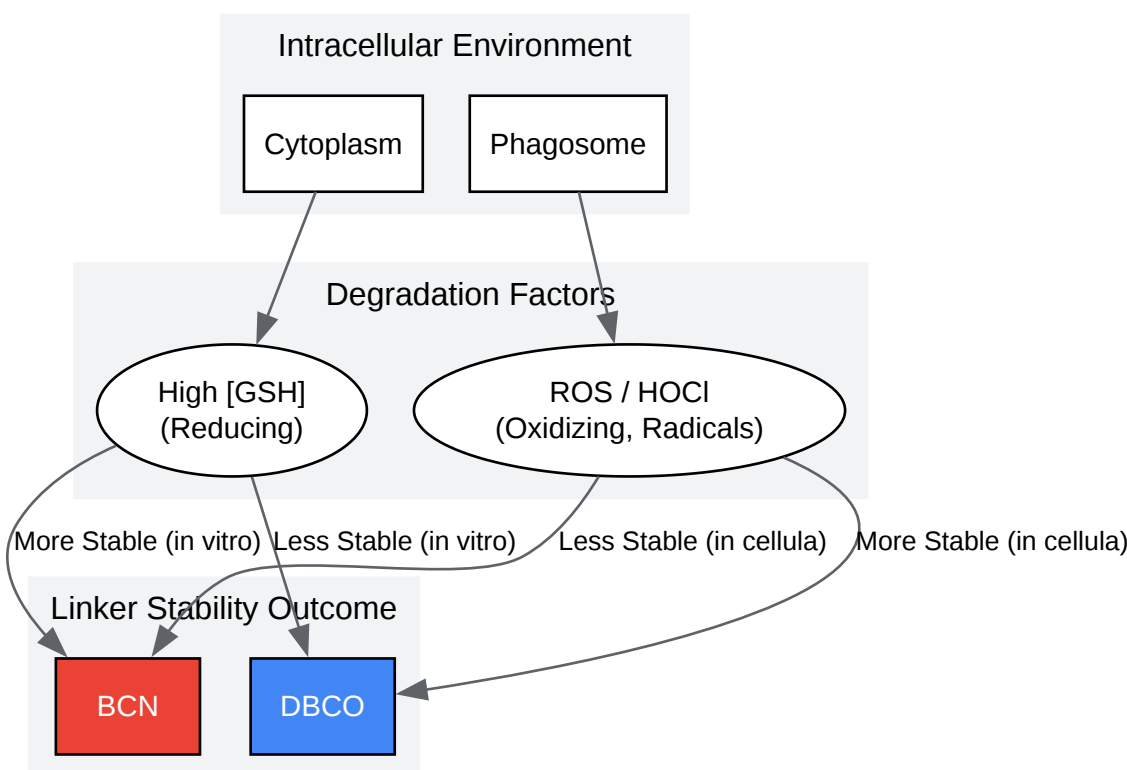 Intracellular Environment
Cytoplasm
Phagosome
Degradation Factors
High [GSH]
(Reducing)
ROS / HOCl
(Oxidizing, Radicals)
More Stable (in vitro)
Less Stable (in vitro)
Less Stable (in cellula)
More Stable (in cellula)
Linker Stability Outcome
BCN
DBCO